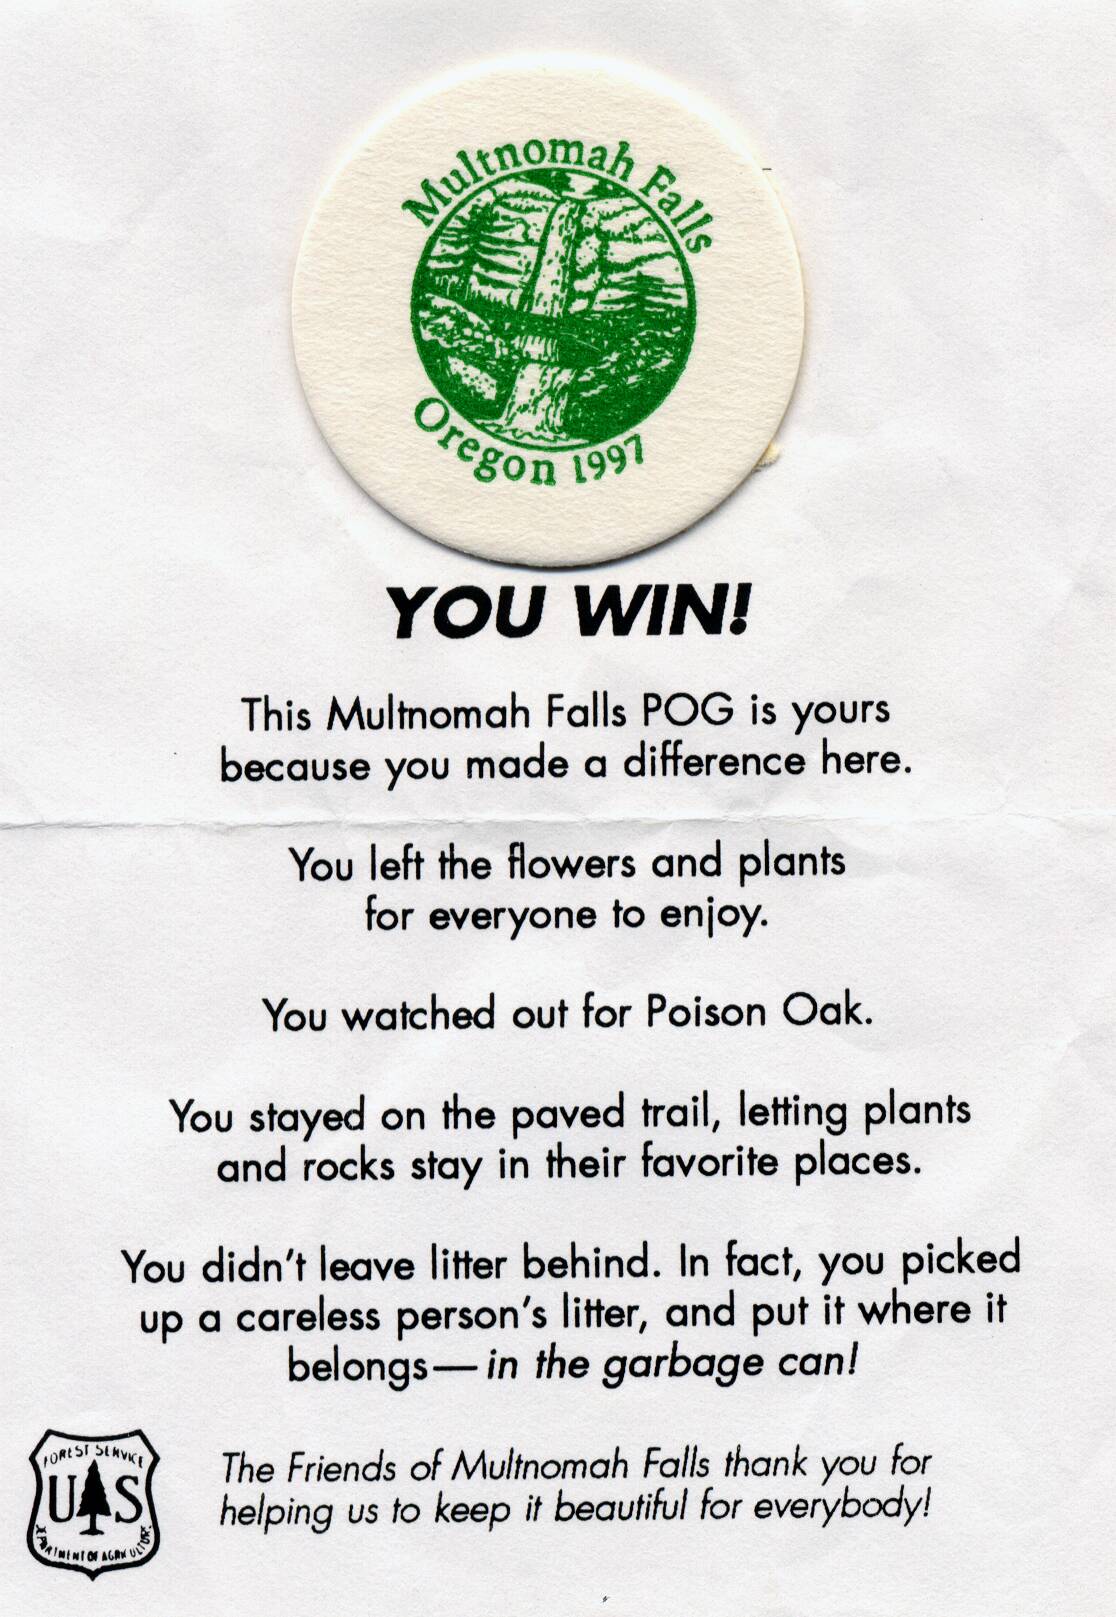 Multnomah Falls
Oregon 1997
YOU WIN!
This Multnomah Falls POG is yours
because you made a difference here.
You left the flowers and plants
for everyone to enjoy.
You watched out for Poison Oak.
You stayed on the paved trail, letting plants
and rocks stay in their favorite places.
You didn't leave litter behind. In fact, you picked
up a careless person's litter, and put it where it
belongs—in the garbage can!
FOREST SERVICE
US
DEPARTMENT OF AGRICULTURE
The Friends of Multnomah Falls thank you for
helping us to keep it beautiful for everybody!